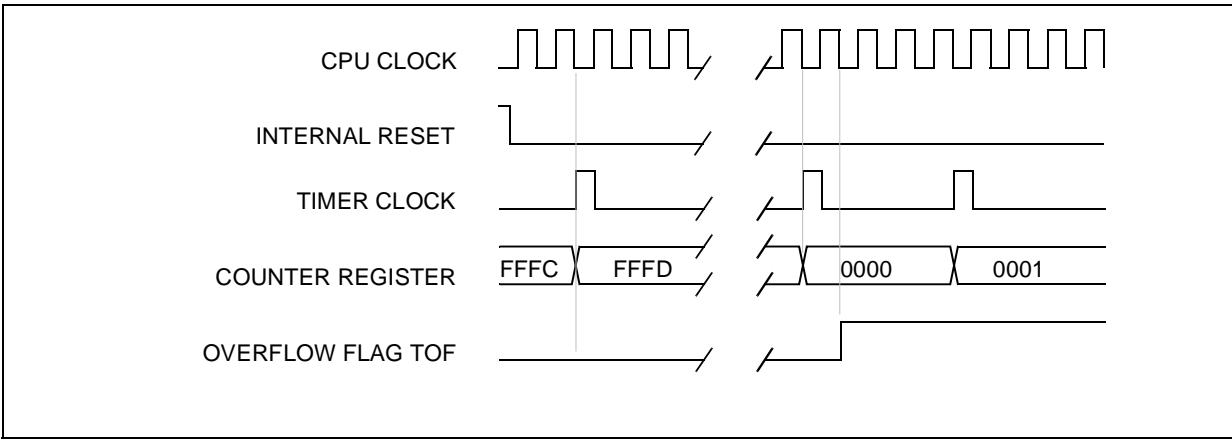 CPU CLOCK
INTERNAL RESET
TIMER CLOCK
COUNTER REGISTER FFFC FFFD 0000 0001
OVERFLOW FLAG TOF